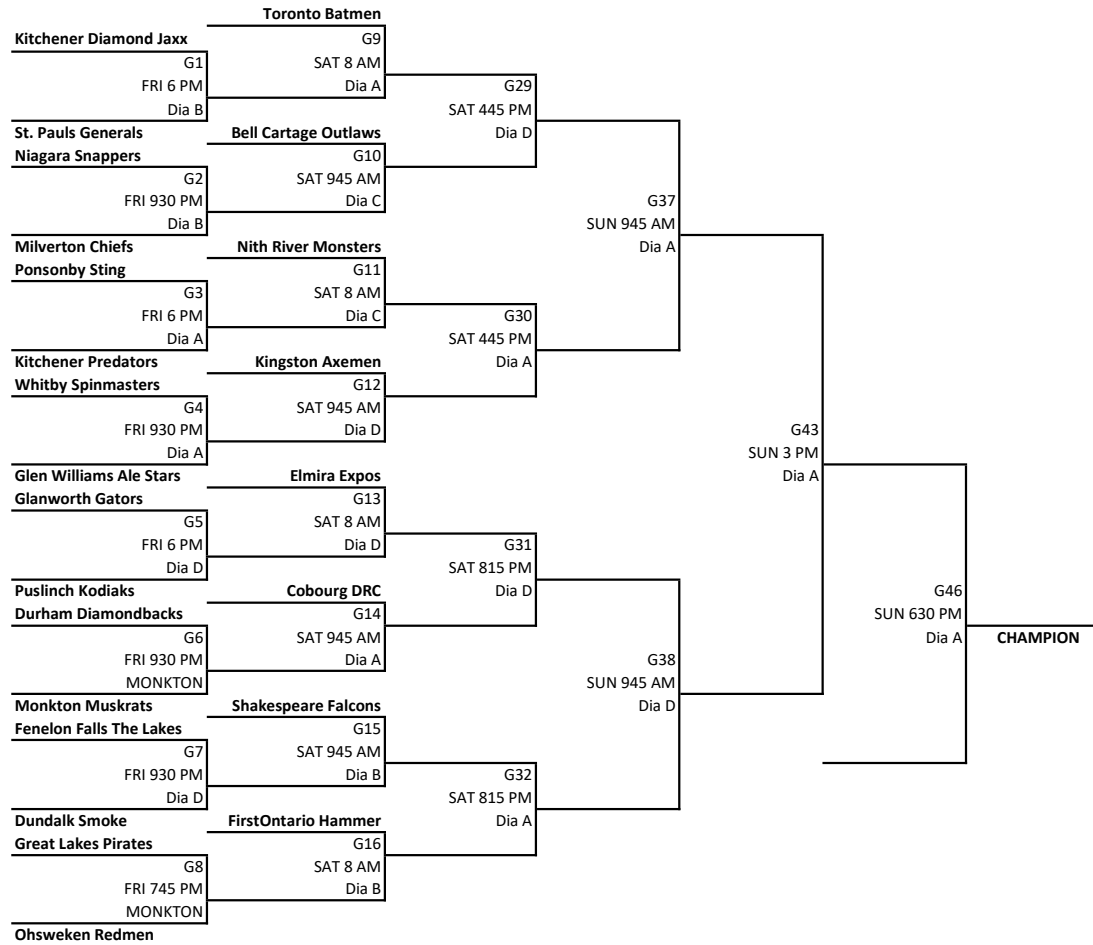 Toronto Batmen
Kitchener Diamond Jaxx
G9
G1
SAT 8 AM
FRI 6 PM
Dia A
G29
Dia B
SAT 445 PM
St. Pauls Generals
Bell Cartage Outlaws
Dia D
Niagara Snappers
G10
G2
SAT 945 AM
FRI 930 PM
Dia C
G37
Dia B
SUN 945 AM
Milverton Chiefs
Nith River Monsters
Dia A
Ponsonby Sting
G11
G3
SAT 8 AM
FRI 6 PM
Dia C
G30
Dia A
SAT 445 PM
Kitchener Predators
Kingston Axemen
Dia A
Whitby Spinmasters
G12
G4
SAT 945 AM
FRI 930 PM
Dia D
G43
Dia A
SUN 3 PM
Glen Williams Ale Stars
Elmira Expos
Dia A
Glanworth Gators
G13
G5
SAT 8 AM
FRI 6 PM
Dia D
G31
Dia D
SAT 815 PM
Puslinch Kodiaks
Cobourg DRC
Dia D
G46
Durham Diamondbacks
G14
SUN 630 PM
G6
SAT 945 AM
Dia A
CHAMPION
FRI 930 PM
Dia A
G38
MONKTON
SUN 945 AM
Monkton Muskrats
Shakespeare Falcons
Dia D
Fenelon Falls The Lakes
G15
G7
SAT 945 AM
FRI 930 PM
Dia B
G32
Dia D
SAT 815 PM
Dundalk Smoke
FirstOntario Hammer
Dia A
Great Lakes Pirates
G16
G8
SAT 8 AM
FRI 745 PM
Dia B
MONKTON
Ohsweken Redmen